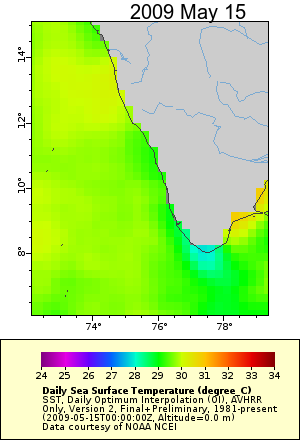 2009 May 15
14°
12°
10°
8°
74° 76° 78°
24 25 26 27 28 29 30 31 32 33 34
Daily Sea Surface Temperature (degree_C)
SST, Daily Optimum Interpolation (OI), AVHRR
Only, Version 2, Final+Preliminary, 1981-present
(2009-05-15T00:00:00Z, Altitude=0.0 m)
Data courtesy of NOAA NCEI